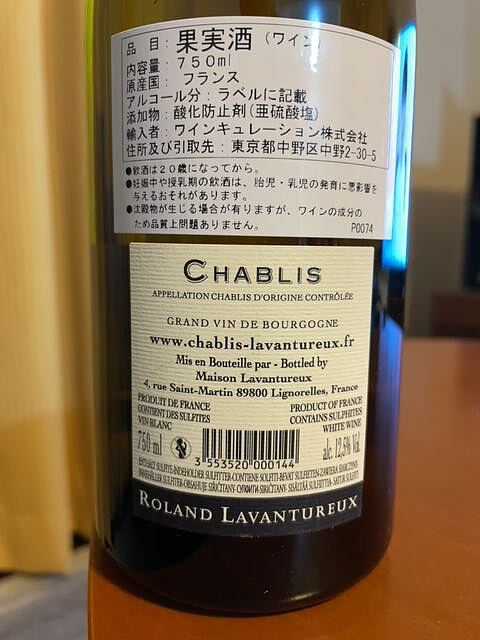 品 目：果実酒（ワイン）
内容量：750ml
原産国： フランス
アルコール分：ラベルに記載
添加物：酸化防止剤(亜硫酸塩)
輸入者：ワインキュレーション株式会社
住所及び引取先：東京都中野区中野2-30-5
●飲酒は20歳になってから。
●妊娠中や授乳期の飲酒は、胎児・乳児の発育に悪影響を
与えるおそれがあります。
●沈殿物が生じる場合が有りますが、ワインの成分の
ため品質上問題ありません。
P0074
CHABLIS
APPELLATION CHABLIS D'ORIGINE CONTRÔLÉE
GRAND VIN DE BOURGOGNE
www.chablis-lavantureux.fr
Mis en Bouteille par - Bottled by
Maison Lavantureux
4, rue Saint-Martin 89800 Lignorelles, France
PRODUIT DE FRANCE
CONTIENT DES SULFITES
VIN BLANC
PRODUCT OF FRANCE
CONTAINS SULPHITES
WHITE WINE
750 ml
3 553520 000144
alc. 12,5% Vol.
ROLAND LAVANTUREUX